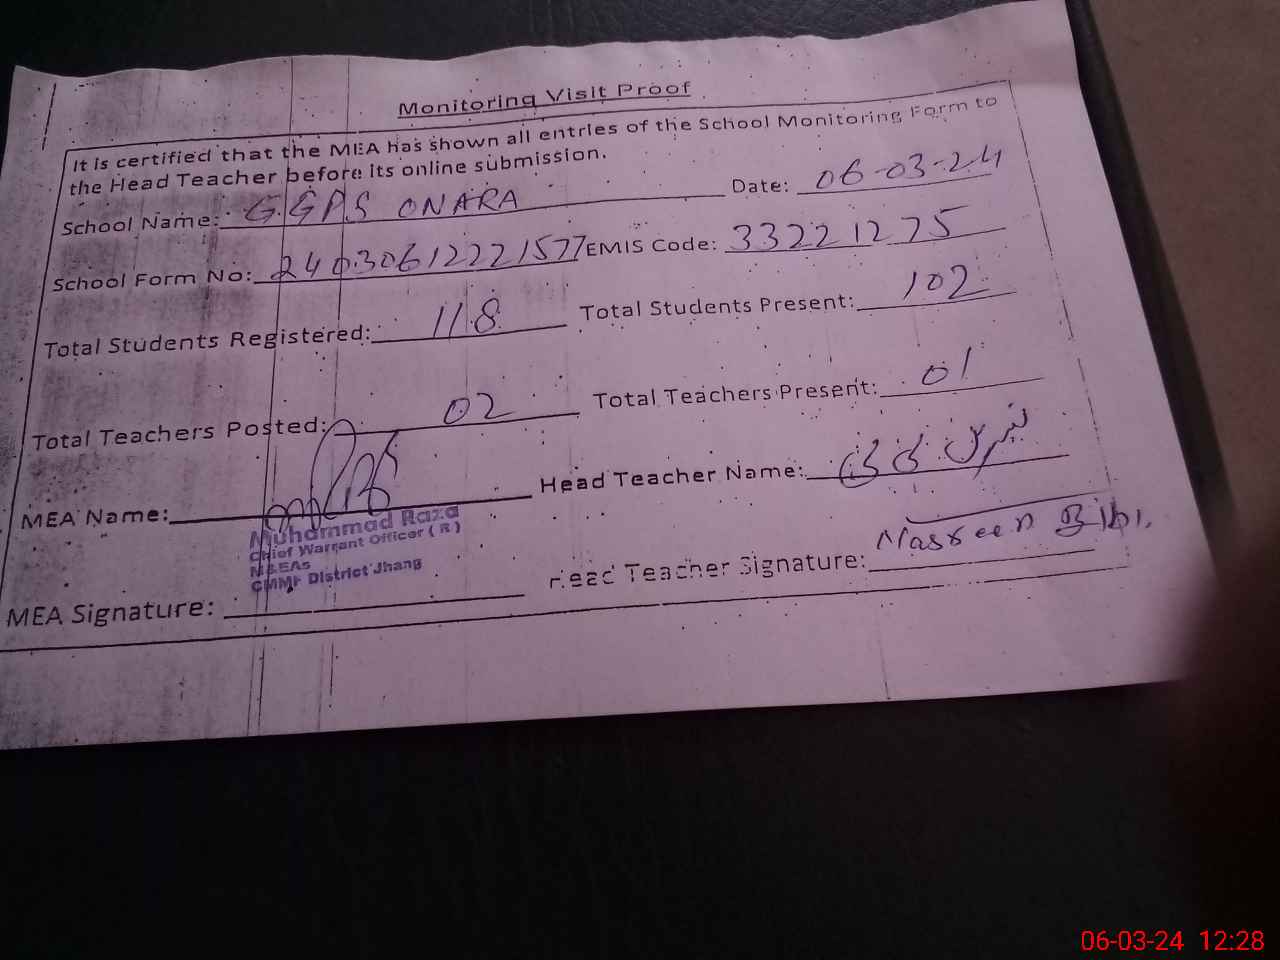 Monitoring Visit Proof
It is certified that the MEA has shown all entries of the School Monitoring Form to
the Head Teacher before its online submission.
School Name: G.GPS ONARA Date: 06-03-24
School Form No: 24030612221577 EMIS Code: 33221275
Total Students Registered: 118 Total Students Present: 102
Total Teachers Posted: 02 Total Teachers Present: 01
MEA Name: Head Teacher Name: نسرین بی بی
Muhammad Raza
Chief Warrant Officer ( R )
M&EAs
CMMF District Jhang
MEA Signature: Head Teacher Signature: Nasreen Bibi.
06-03-24 12:28